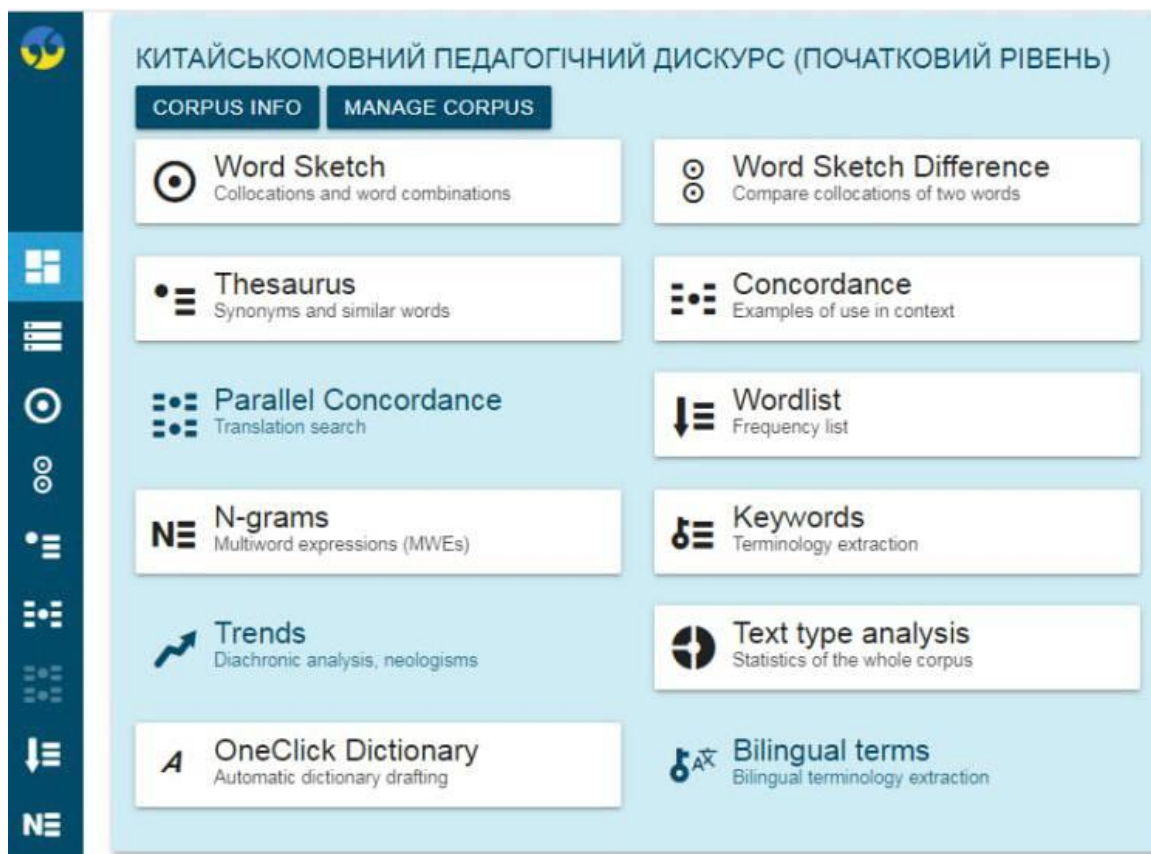 КИТАЙСЬКОМОВНИЙ ПЕДАГОГІЧНИЙ ДИСКУРС (ПОЧАТКОВИЙ РІВЕНЬ)
CORPUS INFO MANAGE CORPUS
Word Sketch
Collocations and word combinations
Word Sketch Difference
Compare collocations of two words
Thesaurus
Synonyms and similar words
Concordance
Examples of use in context
Parallel Concordance
Translation search
Wordlist
Frequency list
N-grams
Multiword expressions (MWEs)
Keywords
Terminology extraction
Trends
Diachronic analysis, neologisms
Text type analysis
Statistics of the whole corpus
OneClick Dictionary
Automatic dictionary drafting
Bilingual terms
Bilingual terminology extraction